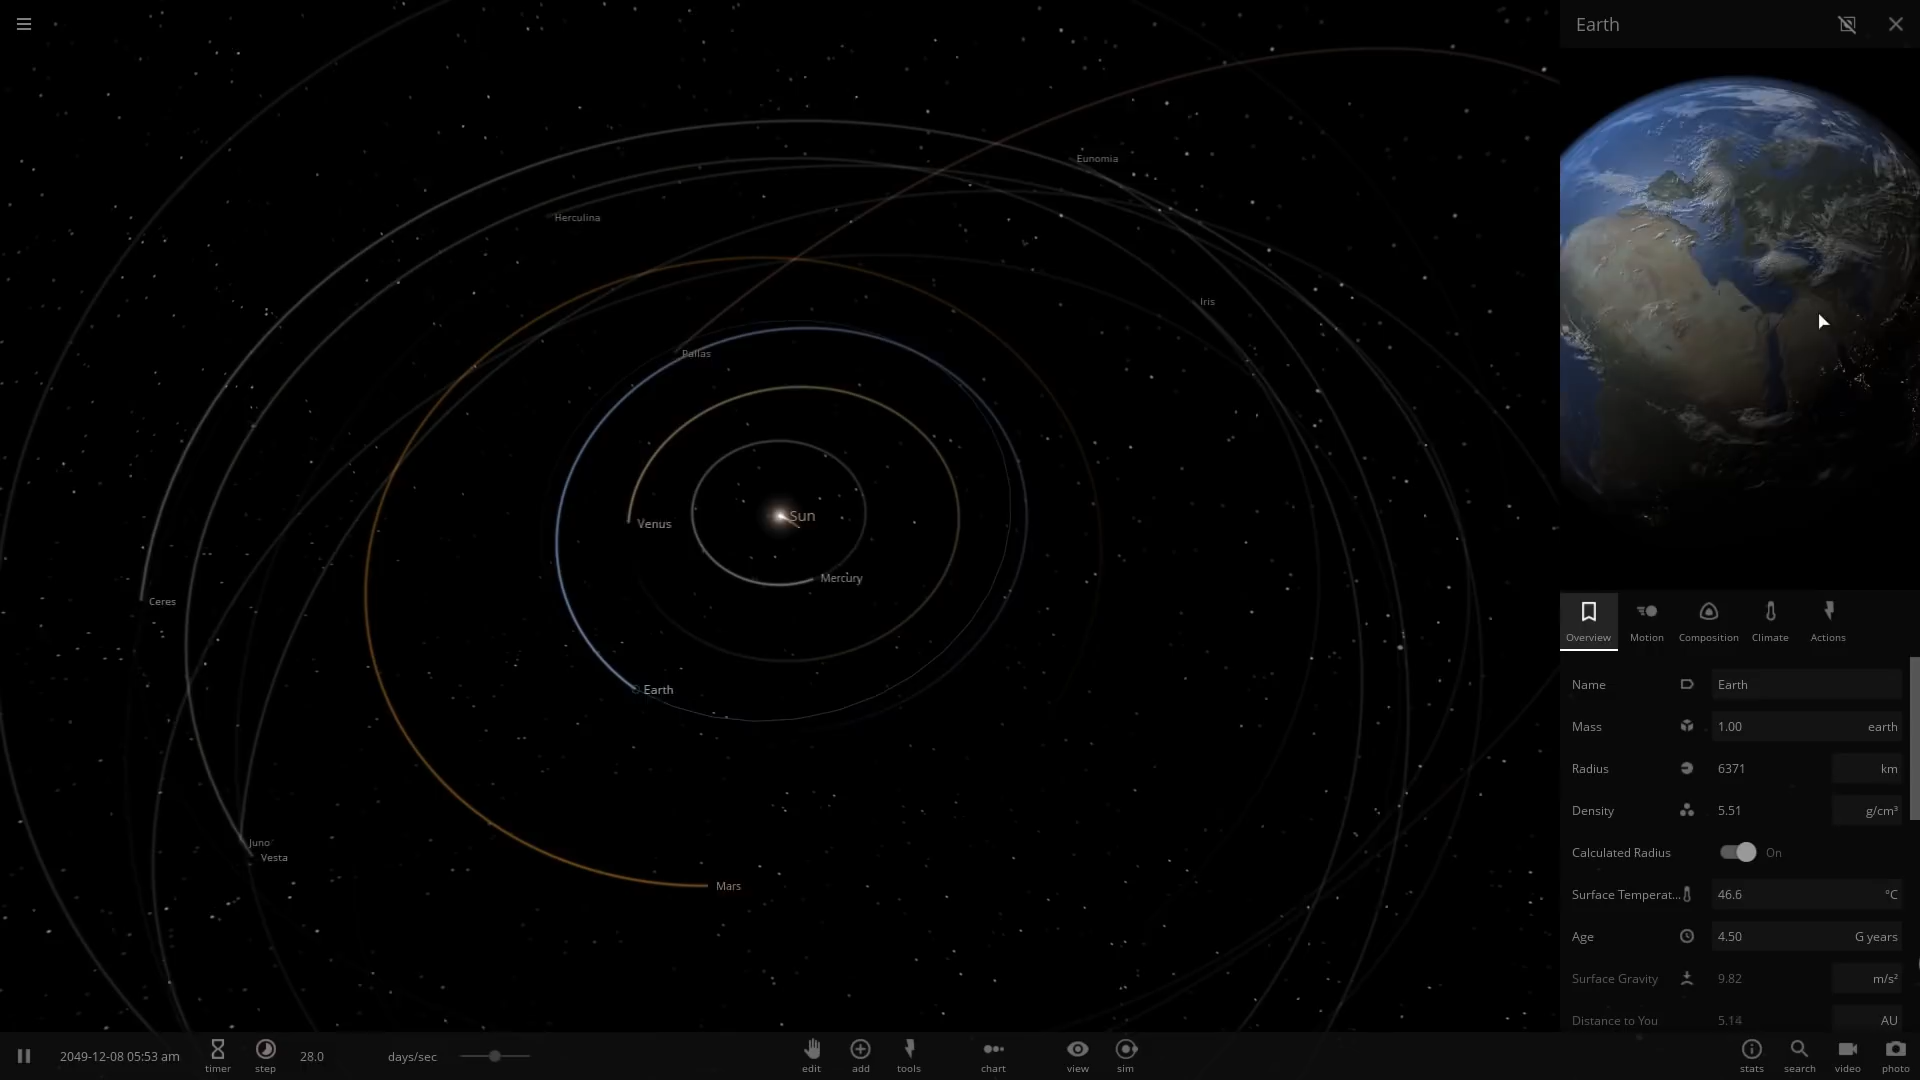 Earth
Eunomia
Herculina
Iris
Pallas
Sun
Venus
Mercury
Ceres
Earth
Juno
Vesta
Mars
Overview
Motion
Composition
Climate
Actions
Name Earth
Mass 1.00 earth
Radius 6371 km
Density 5.51 g/cm³
Calculated Radius On
Surface Temperat... 46.6 °C
Age 4.50 G years
Surface Gravity 9.82 m/s²
Distance to You 5.14 AU
2049-12-08 05:53 am
timer
step
28.0
days/sec
edit
add
tools
chart
view
sim
stats
search
video
photo